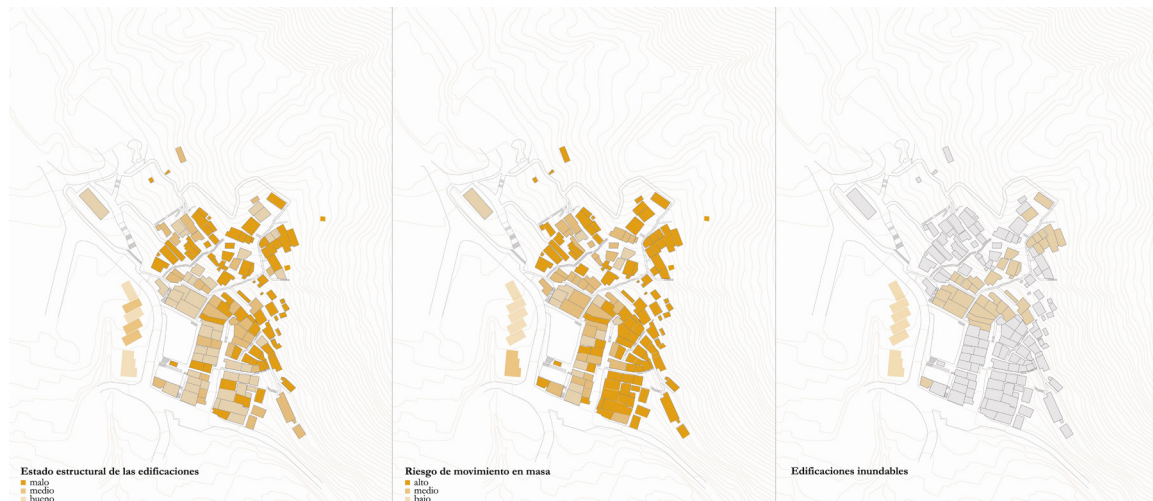 Estado estructural de las edificaciones
malo
medio
bueno
Riesgo de movimiento en masa
alto
medio
bajo
Edificaciones inundables